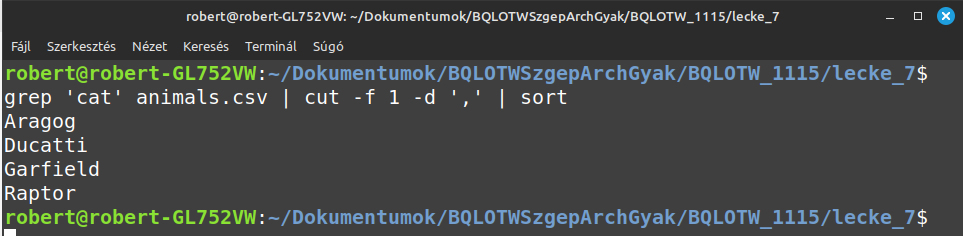 robert@robert-GL752VW: ~/Dokumentumok/BQLOTWSzgepArchGyak/BQLOTW_1115/lecke_7
Fájl Szerkesztés Nézet Keresés Terminál Súgó
robert@robert-GL752VW:~/Dokumentumok/BQLOTWSzgepArchGyak/BQLOTW_1115/lecke_7$
grep 'cat' animals.csv | cut -f 1 -d ',' | sort
Aragog
Ducatti
Garfield
Raptor
robert@robert-GL752VW:~/Dokumentumok/BQLOTWSzgepArchGyak/BQLOTW_1115/lecke_7$